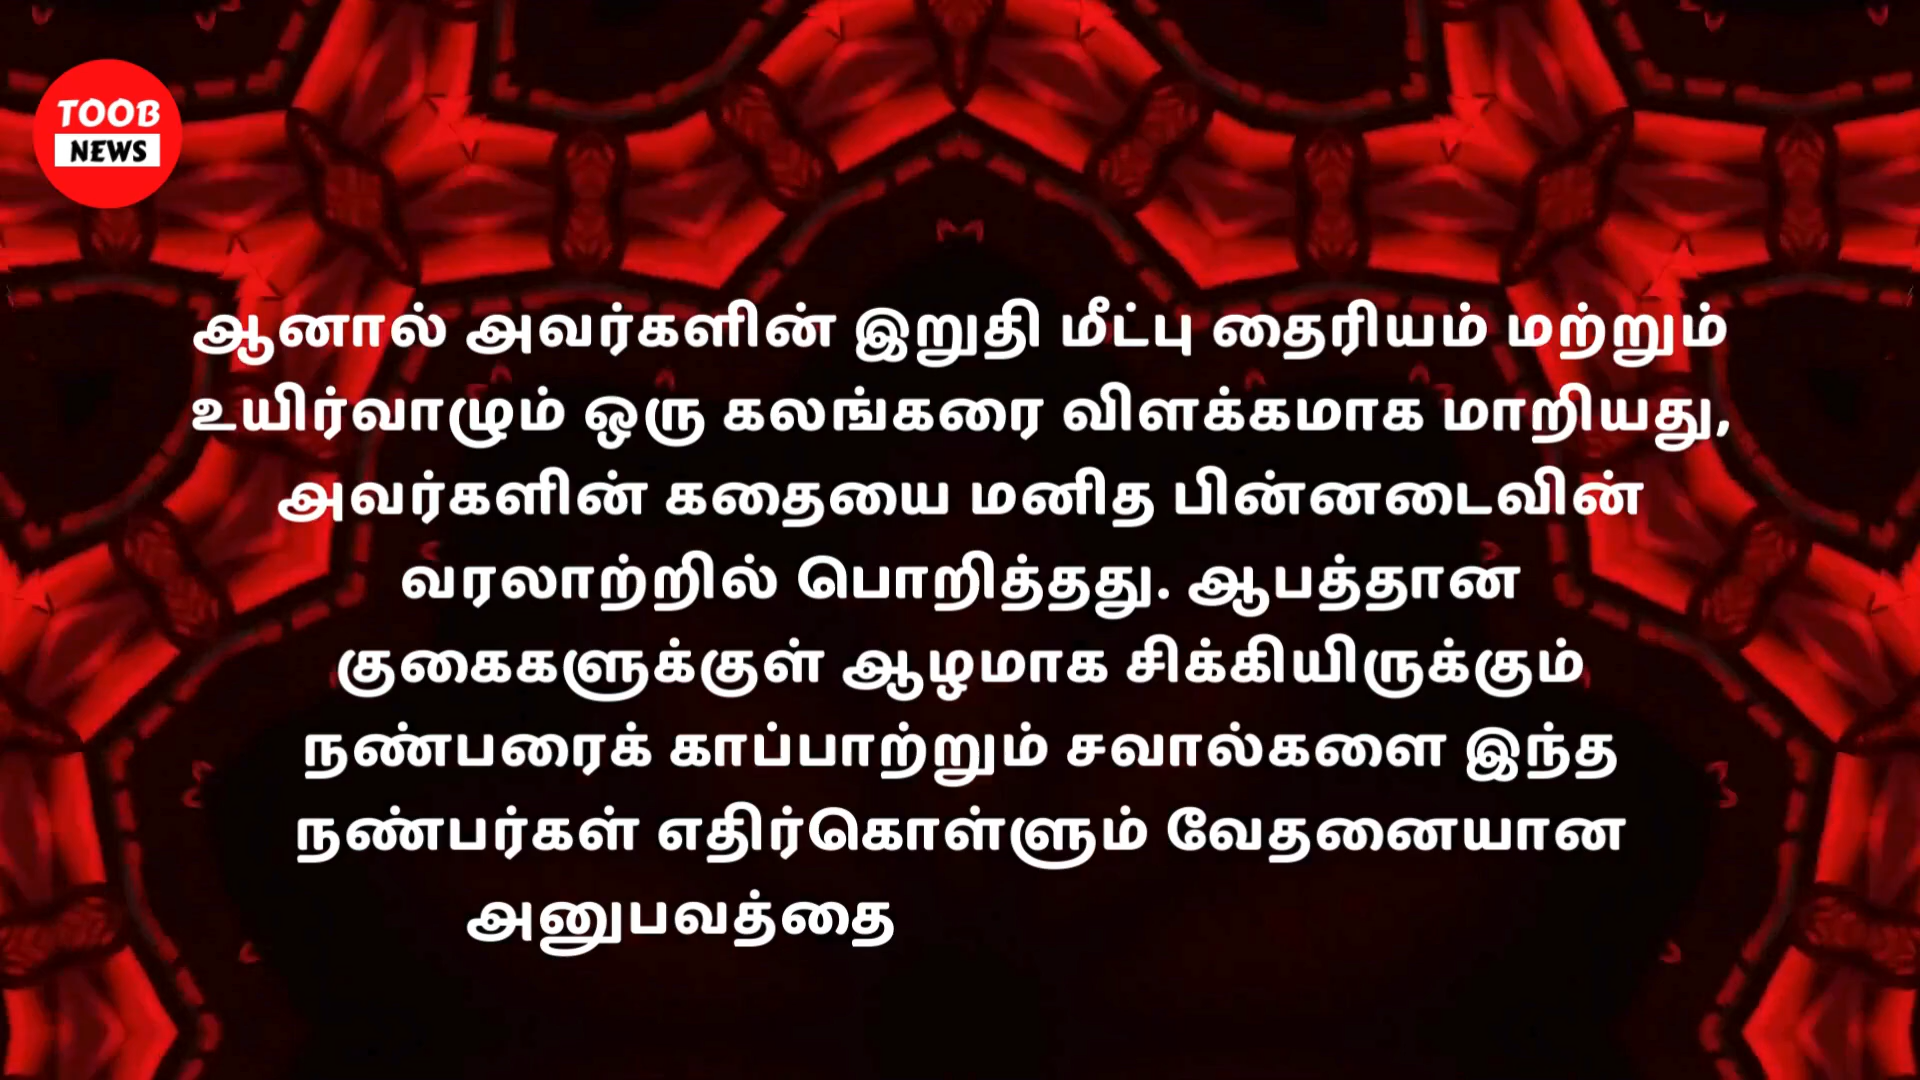 TOOB
NEWS
ஆனால் அவர்களின் இறுதி மீட்பு தைரியம் மற்றும்
உயிர்வாழும் ஒரு கலங்கரை விளக்கமாக மாறியது,
அவர்களின் கதையை மனித பின்னடைவின்
வரலாற்றில் பொறித்தது. ஆபத்தான
குகைகளுக்குள் ஆழமாக சிக்கியிருக்கும்
நண்பரைக் காப்பாற்றும் சவால்களை இந்த
நண்பர்கள் எதிர்கொள்ளும் வேதனையான
அனுபவத்தை